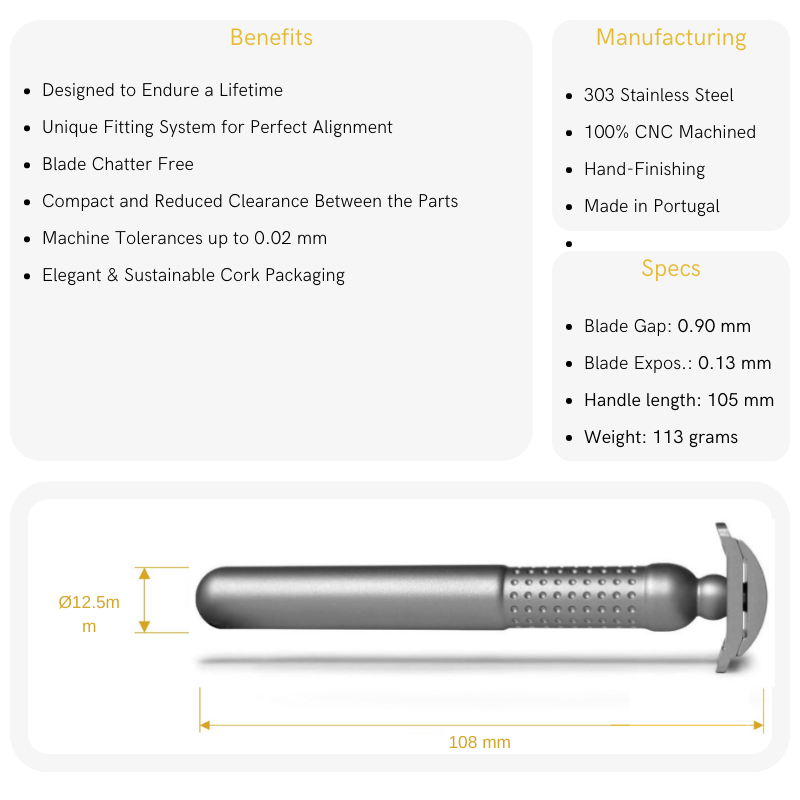 Benefits
• Designed to Endure a Lifetime
• Unique Fitting System for Perfect Alignment
• Blade Chatter Free
• Compact and Reduced Clearance Between the Parts
• Machine Tolerances up to 0.02 mm
• Elegant & Sustainable Cork Packaging
Manufacturing
• 303 Stainless Steel
• 100% CNC Machined
• Hand-Finishing
• Made in Portugal
•
Specs
• Blade Gap: 0.90 mm
• Blade Expos.: 0.13 mm
• Handle length: 105 mm
• Weight: 113 grams
Ø12.5m
m
108 mm